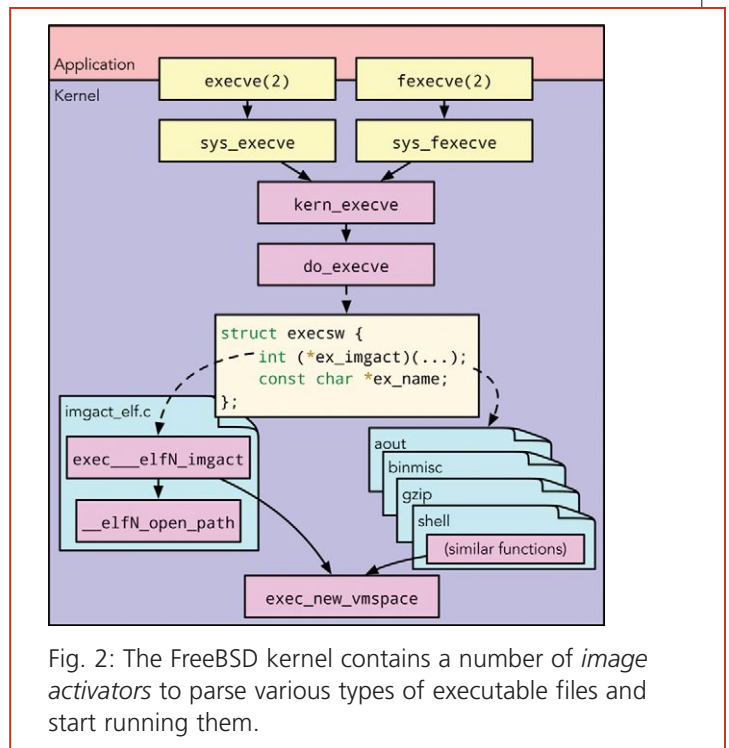 Application
execve(2) fexecve(2)
Kernel
sys_execve sys_fexecve
kern_execve
do_execve
struct execsw {
int (*ex_imgact)(...);
const char *ex_name;
};
imgact_elf.c
exec___elfN_imgact
__elfN_open_path
aout
binmisc
gzip
shell
(similar functions)
exec_new_vmspace
Fig. 2: The FreeBSD kernel contains a number of image
activators to parse various types of executable files and
start running them.